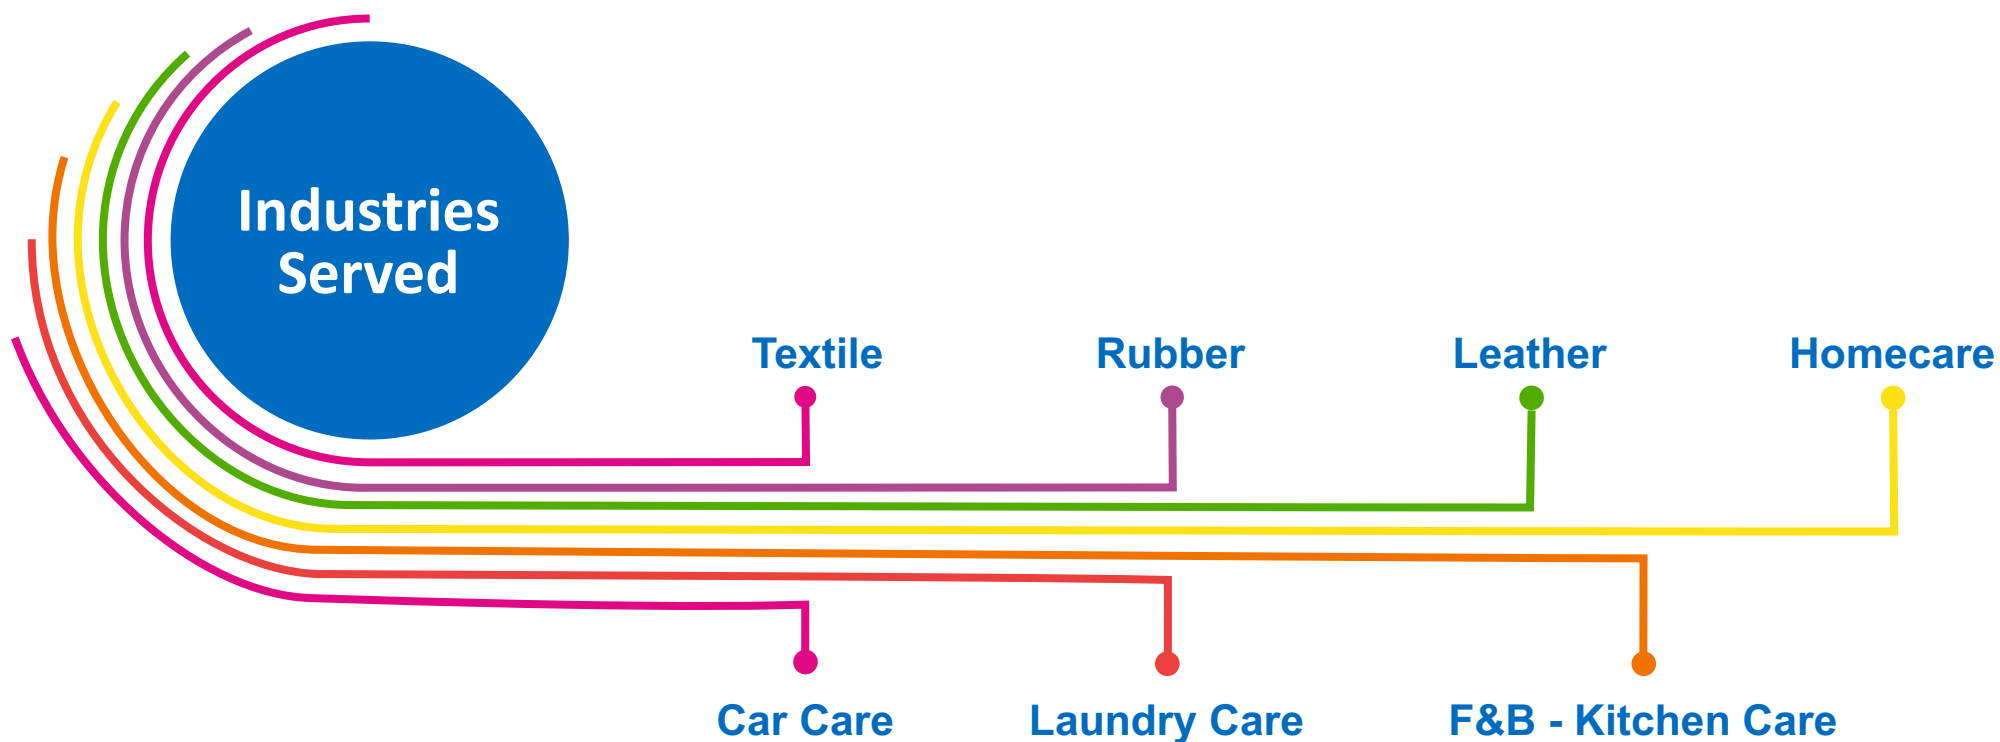 Industries
Served
Textile
Rubber
Leather
Homecare
Car Care
Laundry Care
F&B - Kitchen Care